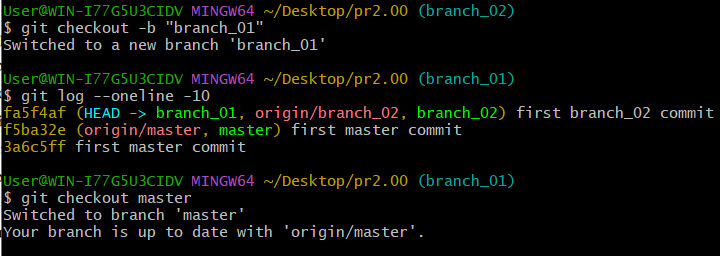 User@WIN-I77G5U3CIDV MINGW64 ~/Desktop/pr2.00 (branch_02)
$ git checkout -b "branch_01"
Switched to a new branch 'branch_01'
User@WIN-I77G5U3CIDV MINGW64 ~/Desktop/pr2.00 (branch_01)
$ git log --oneline -10
fa5f4af (HEAD -> branch_01, origin/branch_02, branch_02) first branch_02 commit
f5ba32e (origin/master, master) first master commit
3a6c5ff first master commit
User@WIN-I77G5U3CIDV MINGW64 ~/Desktop/pr2.00 (branch_01)
$ git checkout master
Switched to branch 'master'
Your branch is up to date with 'origin/master'.